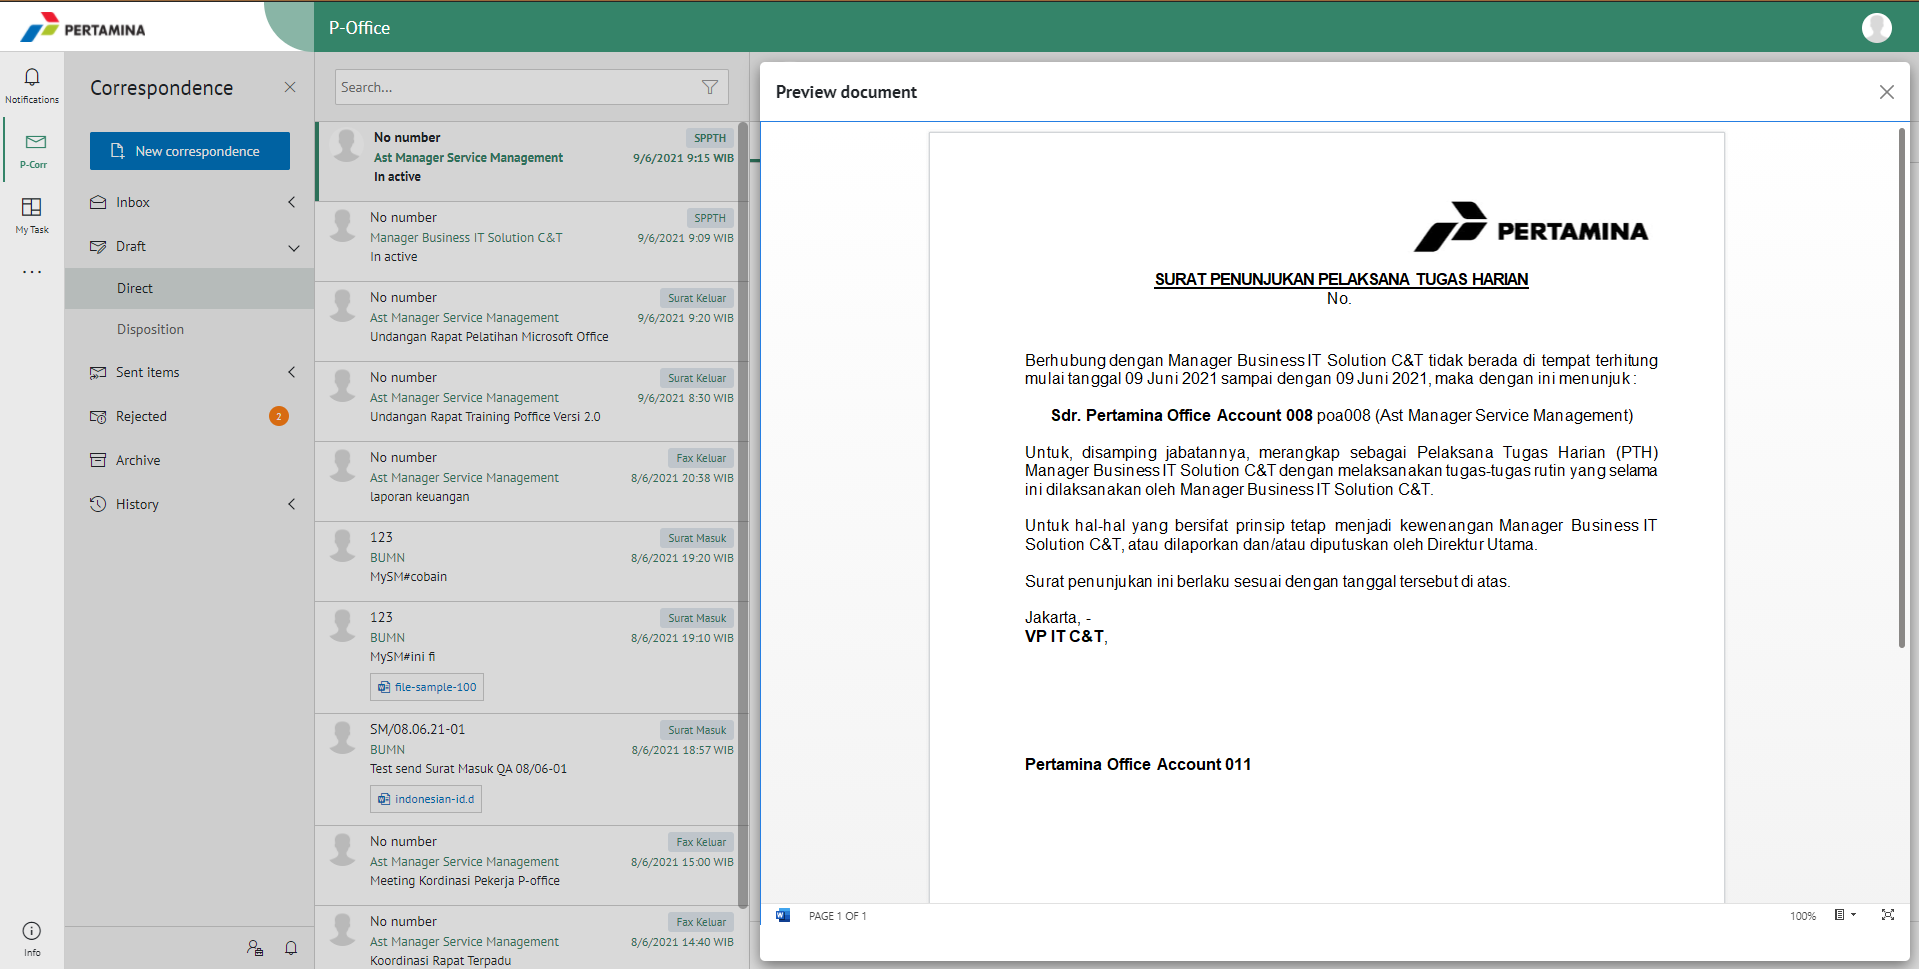 PERTAMINA
P-Office
Notifications
P-Corr
My Task
Info
Correspondence
New correspondence
Inbox
Draft
Direct
Disposition
Sent items
Rejected
2
Archive
History
Search...
No number
SPPTH
Ast Manager Service Management
9/6/2021 9:15 WIB
In active
No number
SPPTH
Manager Business IT Solution C&T
9/6/2021 9:09 WIB
In active
No number
Surat Keluar
Ast Manager Service Management
9/6/2021 9:20 WIB
Undangan Rapat Pelatihan Microsoft Office
No number
Surat Keluar
Ast Manager Service Management
9/6/2021 8:30 WIB
Undangan Rapat Training Poffice Versi 2.0
No number
Fax Keluar
Ast Manager Service Management
8/6/2021 20:38 WIB
laporan keuangan
123
Surat Masuk
BUMN
8/6/2021 19:20 WIB
MySM#cobain
123
Surat Masuk
BUMN
8/6/2021 19:10 WIB
MySM#ini fi
file-sample-100
SM/08.06.21-01
Surat Masuk
BUMN
8/6/2021 18:57 WIB
Test send Surat Masuk QA 08/06-01
indonesian-id.d
No number
Fax Keluar
Ast Manager Service Management
8/6/2021 15:00 WIB
Meeting Kordinasi Pekerja P-office
No number
Fax Keluar
Ast Manager Service Management
8/6/2021 14:40 WIB
Koordinasi Rapat Terpadu
Preview document
PERTAMINA
SURAT PENUNJUKAN PELAKSANA TUGAS HARIAN
No.
Berhubung dengan Manager Business IT Solution C&T tidak berada di tempat terhitung
mulai tanggal 09 Juni 2021 sampai dengan 09 Juni 2021, maka dengan ini menunjuk :
Sdr. Pertamina Office Account 008 poa008 (Ast Manager Service Management)
Untuk, disamping jabatannya, merangkap sebagai Pelaksana Tugas Harian (PTH)
Manager Business IT Solution C&T dengan melaksanakan tugas-tugas rutin yang selama
ini dilaksanakan oleh Manager Business IT Solution C&T.
Untuk hal-hal yang bersifat prinsip tetap menjadi kewenangan Manager Business IT
Solution C&T, atau dilaporkan dan/atau diputuskan oleh Direktur Utama.
Surat penunjukan ini berlaku sesuai dengan tanggal tersebut di atas.
Jakarta, -
VP IT C&T,
Pertamina Office Account 011
PAGE 1 OF 1
100%